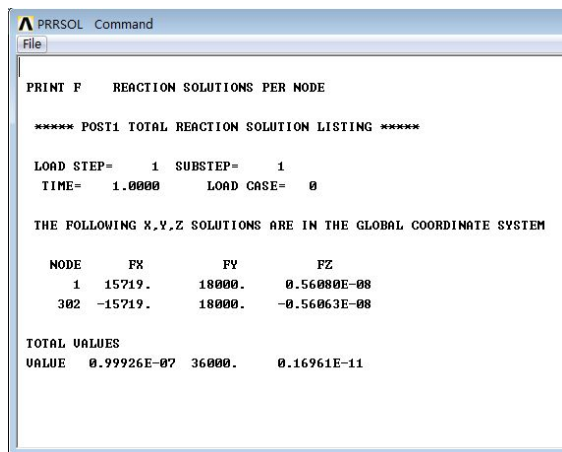 PRRSOL Command
File
PRINT F REACTION SOLUTIONS PER NODE
***** POST1 TOTAL REACTION SOLUTION LISTING *****
LOAD STEP= 1 SUBSTEP= 1
TIME= 1.0000 LOAD CASE= 0
THE FOLLOWING X,Y,Z SOLUTIONS ARE IN THE GLOBAL COORDINATE SYSTEM
NODE FX FY FZ
1 15719. 18000. 0.56080E-08
302 -15719. 18000. -0.56063E-08
TOTAL VALUES
VALUE 0.99926E-07 36000. 0.16961E-11